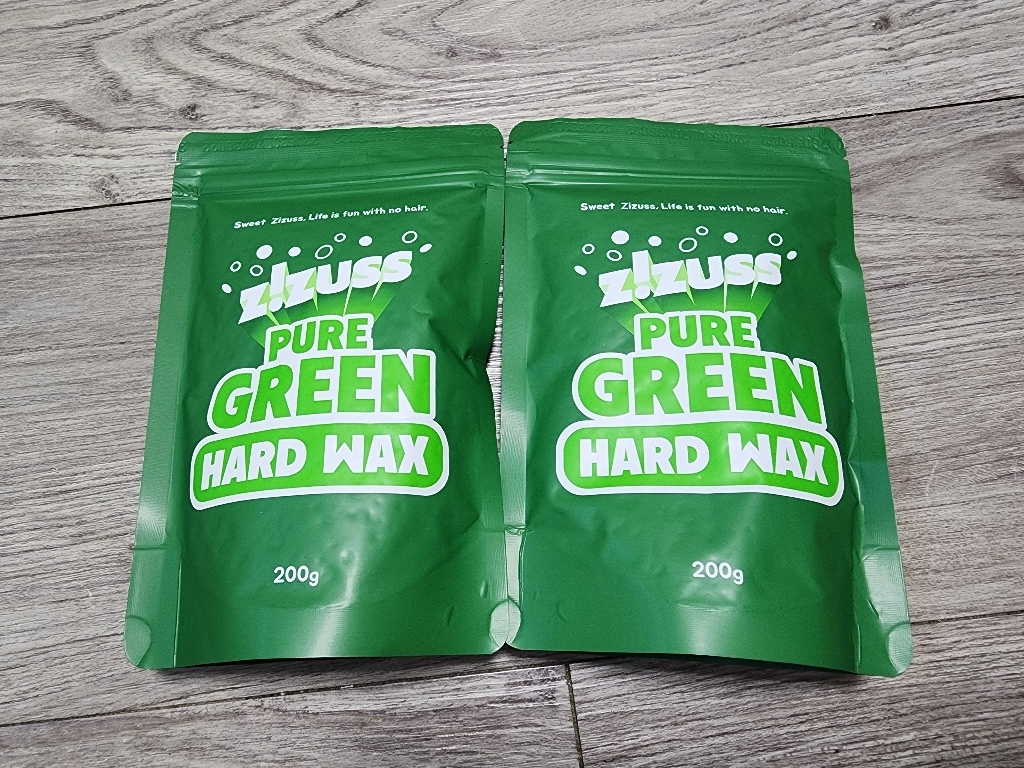 Sweet Zizuss, Life is fun with no hair.
z!zuss
PURE
GREEN
HARD WAX
200g
Sweet Zizuss, Life is fun with no hair.
z!zuss
PURE
GREEN
HARD WAX
200g